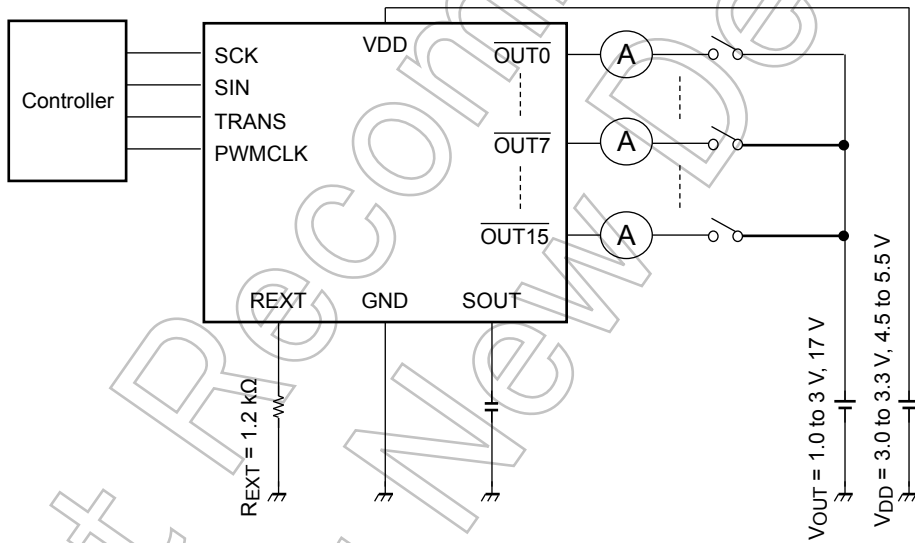 Controller
SCK
SIN
TRANS
PWMCLK
VDD
OUT0
OUT7
OUT15
A
A
A
REXT
GND
SOUT
REXT = 1.2 kΩ
VOUT = 1.0 to 3 V, 17 V
VDD = 3.0 to 3.3 V, 4.5 to 5.5 V